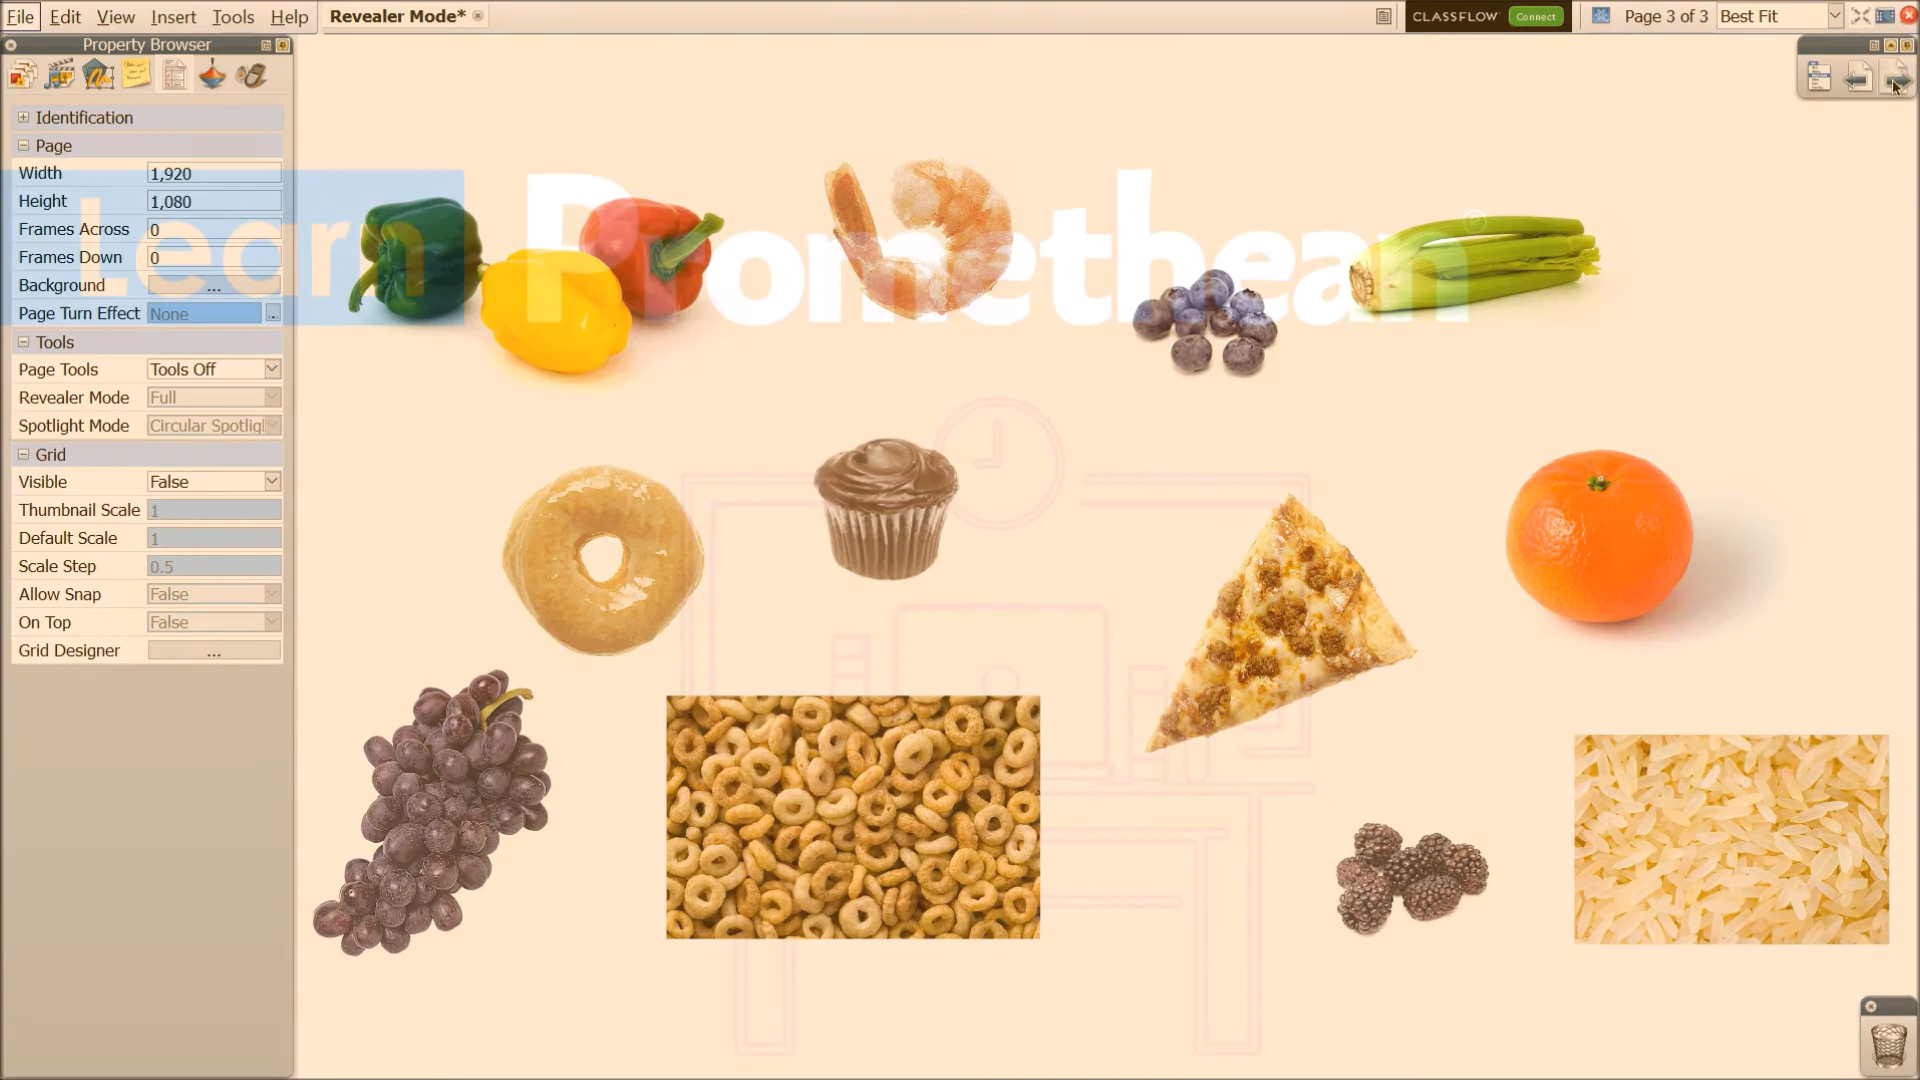 File Edit View Insert Tools Help Revealer Mode* CLASSFLOW Connect Page 3 of 3 Best Fit
Property Browser
Identification
Page
Width 1,920
Height 1,080
Frames Across 0
Frames Down 0
Background ...
Page Turn Effect None ...
Tools
Page Tools Tools Off
Revealer Mode Full
Spotlight Mode Circular Spotlig
Grid
Visible False
Thumbnail Scale 1
Default Scale 1
Scale Step 0.5
Allow Snap False
On Top False
Grid Designer ...
Learn Promethean®